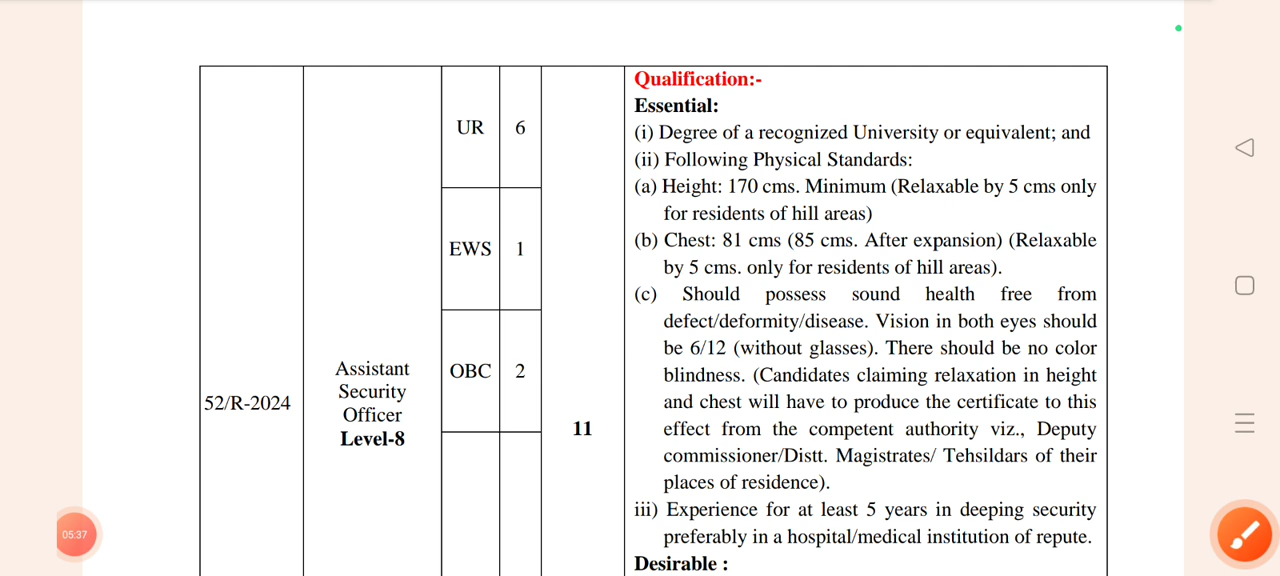 52/R-2024
Assistant
Security
Officer
Level-8
UR 6
EWS 1
OBC 2
11
Qualification:-
Essential:
(i) Degree of a recognized University or equivalent; and
(ii) Following Physical Standards:
(a) Height: 170 cms. Minimum (Relaxable by 5 cms only
for residents of hill areas)
(b) Chest: 81 cms (85 cms. After expansion) (Relaxable
by 5 cms. only for residents of hill areas).
(c) Should possess sound health free from
defect/deformity/disease. Vision in both eyes should
be 6/12 (without glasses). There should be no color
blindness. (Candidates claiming relaxation in height
and chest will have to produce the certificate to this
effect from the competent authority viz., Deputy
commissioner/Distt. Magistrates/ Tehsildars of their
places of residence).
iii) Experience for at least 5 years in deeping security
preferably in a hospital/medical institution of repute.
Desirable :
05:37